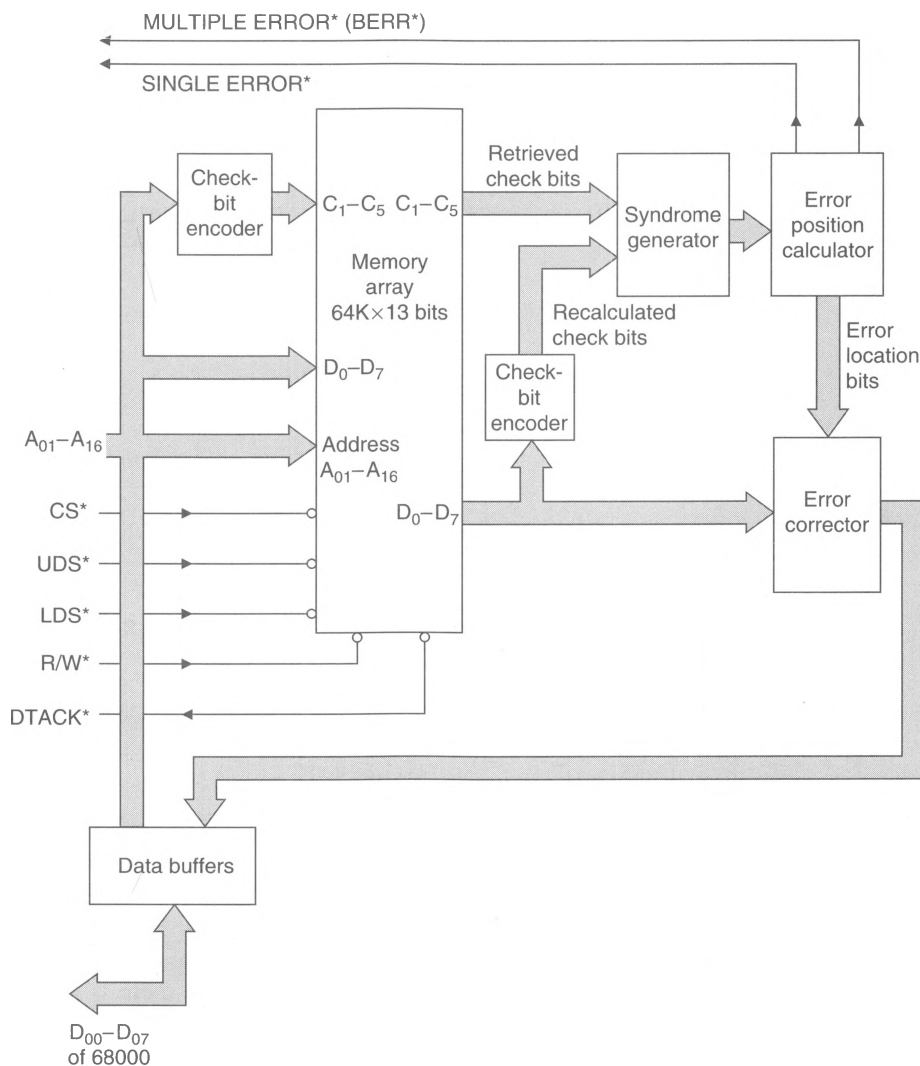 MULTIPLE ERROR* (BERR*)
SINGLE ERROR*
Check-
bit
encoder
C₁–C₅ C₁–C₅
Retrieved
check bits
Syndrome
generator
Error
position
calculator
Memory
array
64K×13 bits
Recalculated
check bits
Error
location
bits
D₀–D₇
Check-
bit
encoder
A₀₁–A₁₆
Address
A₀₁–A₁₆
D₀–D₇
Error
corrector
CS*
UDS*
LDS*
R/W*
DTACK*
Data buffers
D₀₀–D₀₇
of 68000